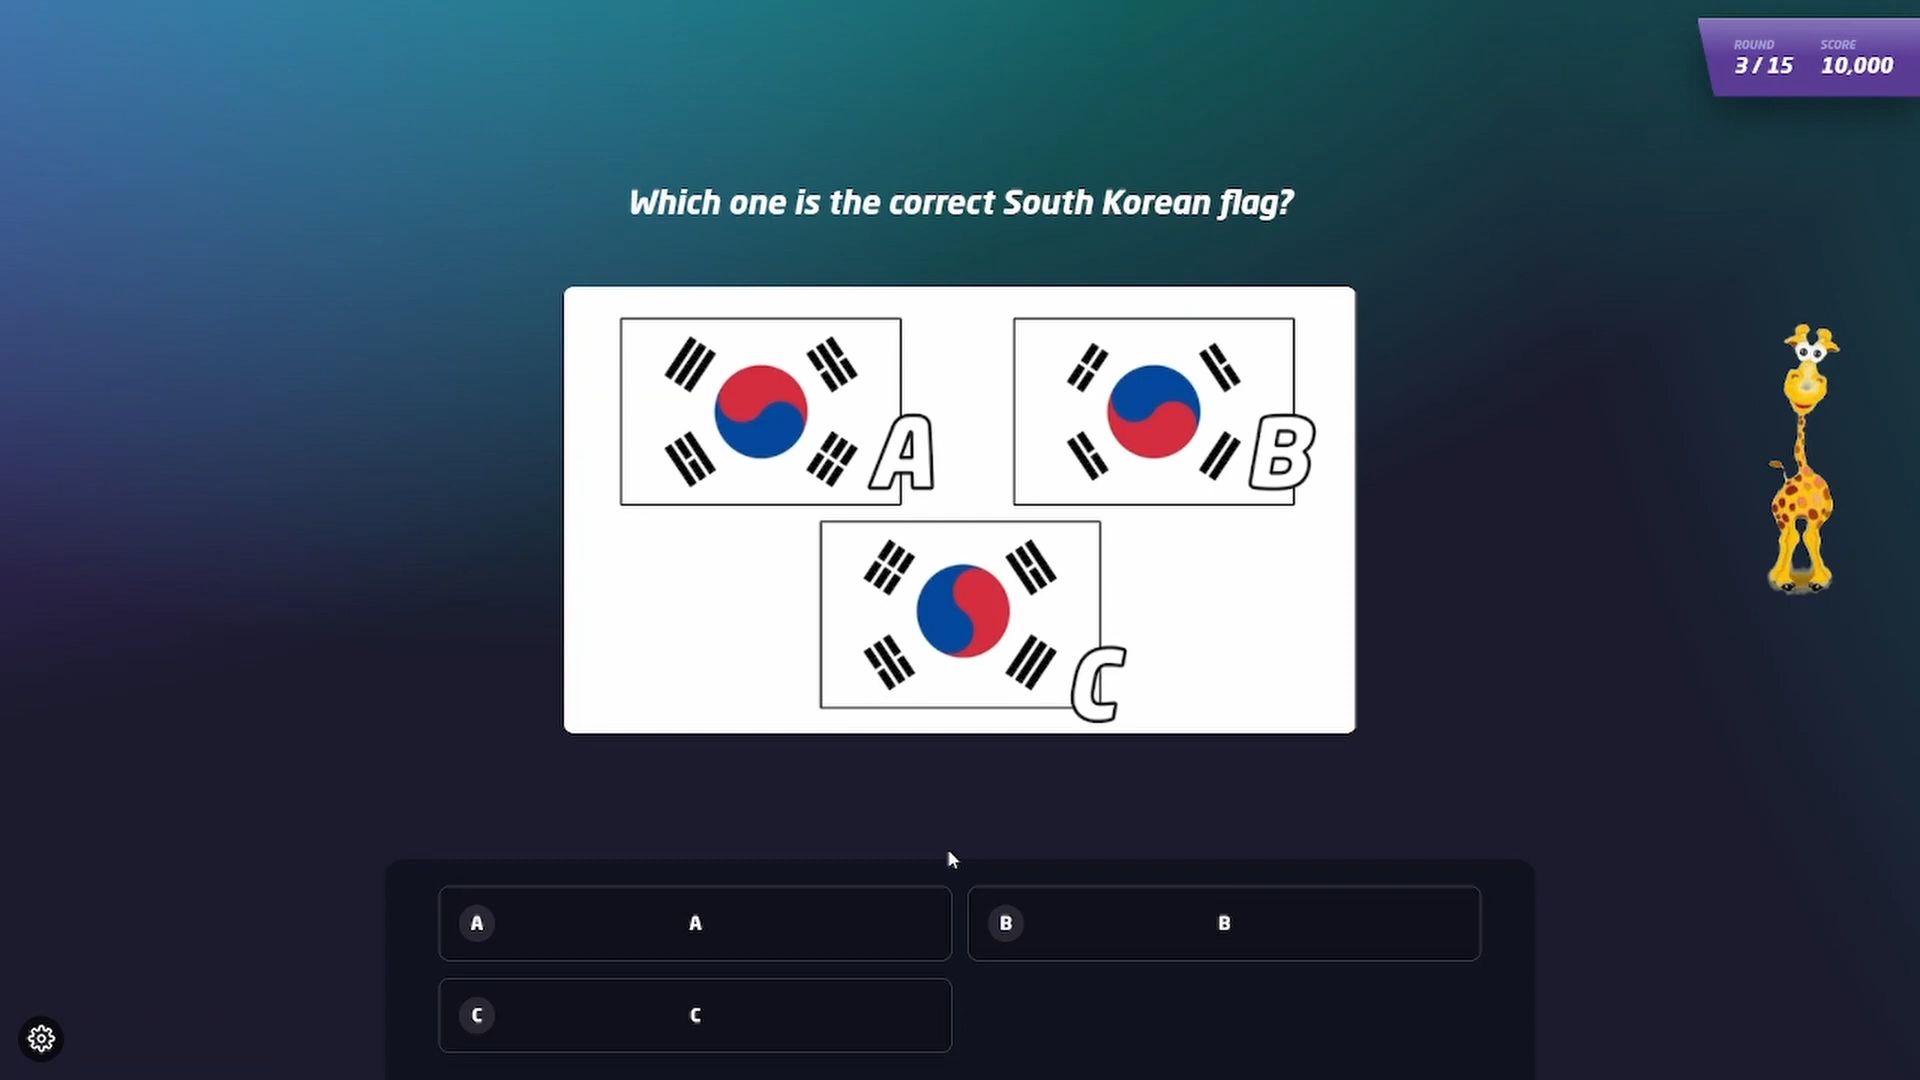 ROUND SCORE
3 / 15 10,000
Which one is the correct South Korean flag?
A
B
C
A A
B B
C C